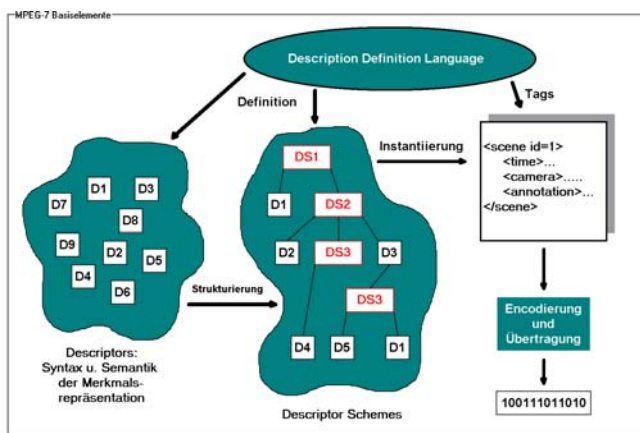 MPEG-7 Basiselemente
Description Definition Language
Definition
Tags
Instantiierung
<scene id=1>
<time>...
<camera>.....
<annotation>...
</scene>
DS1
D1
DS2
D2
DS3
D3
DS3
D4
D5
D1
D1
D3
D7
D8
D9
D2
D5
D4
D6
Strukturierung
Encodierung
und
Übertragung
100111011010
Descriptors:
Syntax u. Semantik
der Merkmals-
repräsentation
Descriptor Schemes